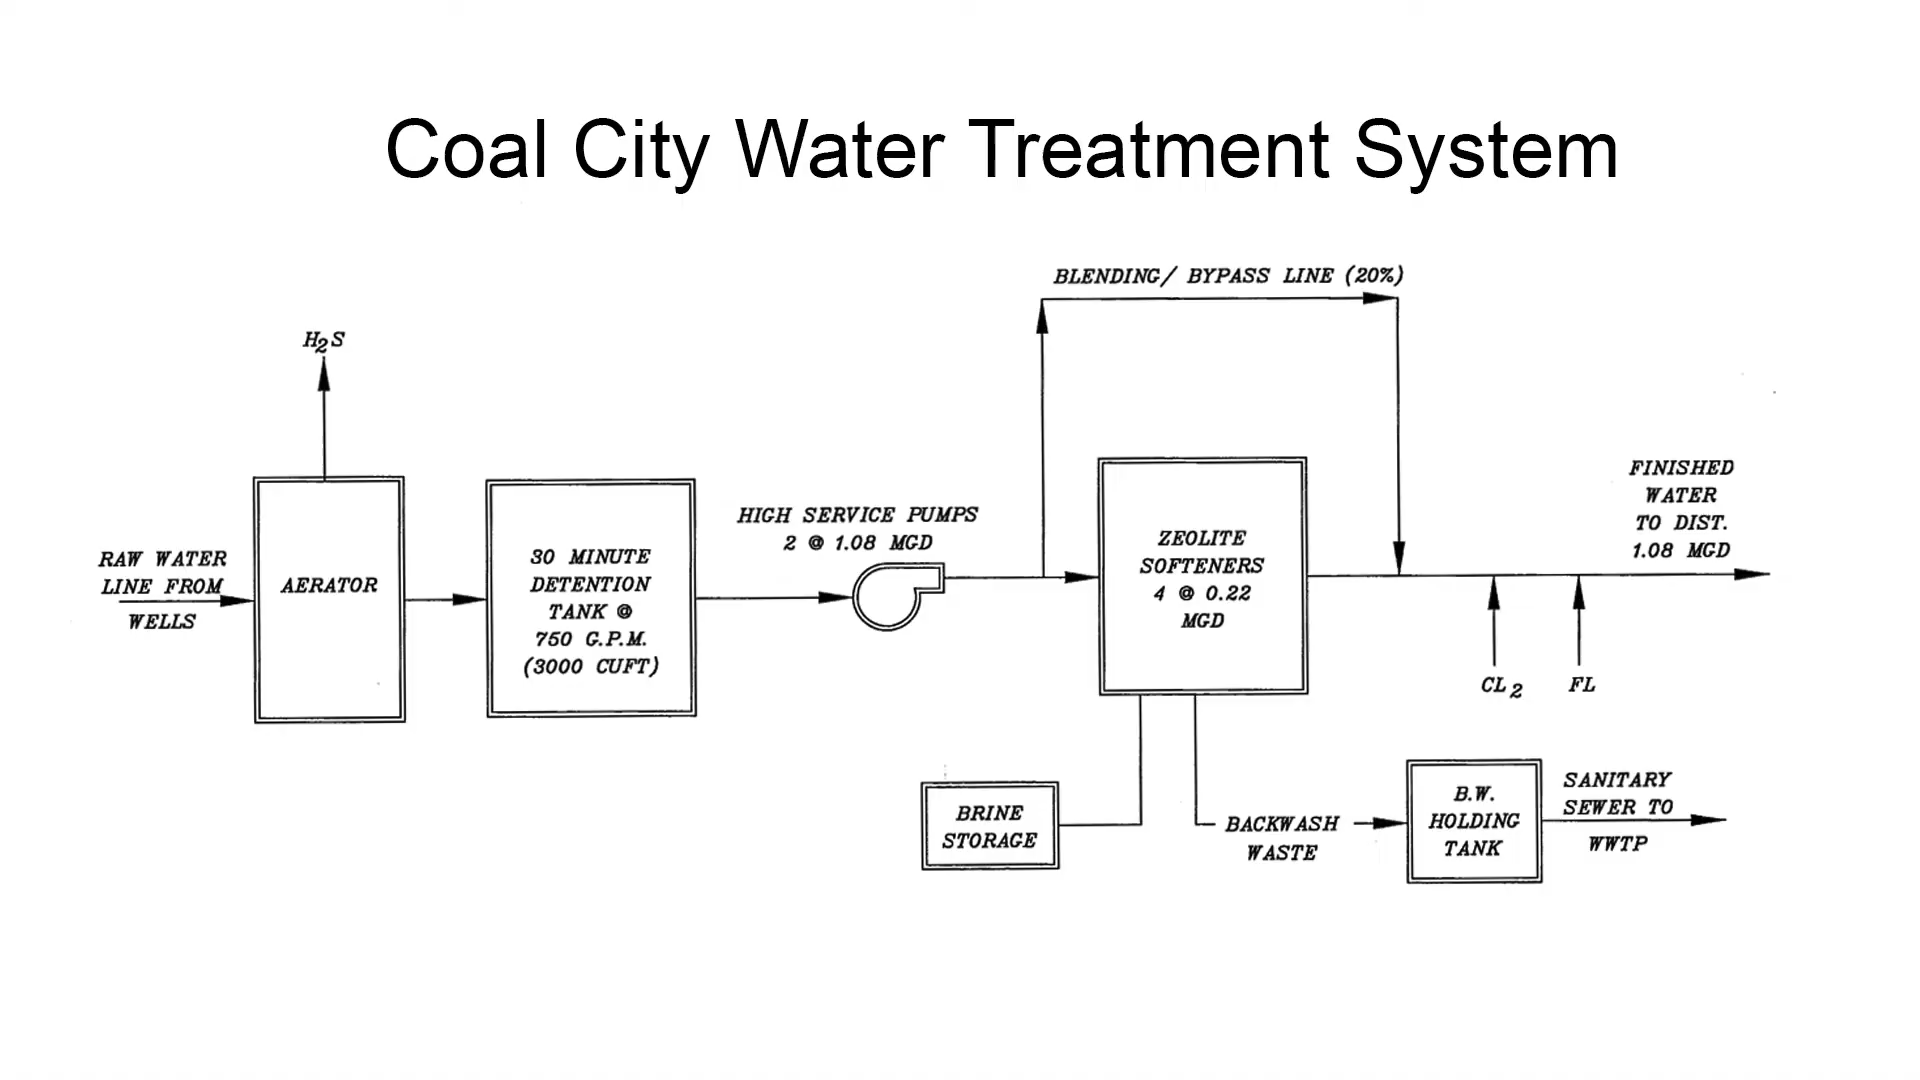 Coal City Water Treatment System
BLENDING/ BYPASS LINE (20%)
H2S
RAW WATER
LINE FROM
WELLS
AERATOR
30 MINUTE
DETENTION
TANK @
750 G.P.M.
(3000 CUFT)
HIGH SERVICE PUMPS
2 @ 1.08 MGD
ZEOLITE
SOFTENERS
4 @ 0.22
MGD
FINISHED
WATER
TO DIST.
1.08 MGD
CL2
FL
BRINE
STORAGE
BACKWASH
WASTE
B.W.
HOLDING
TANK
SANITARY
SEWER TO
WWTP